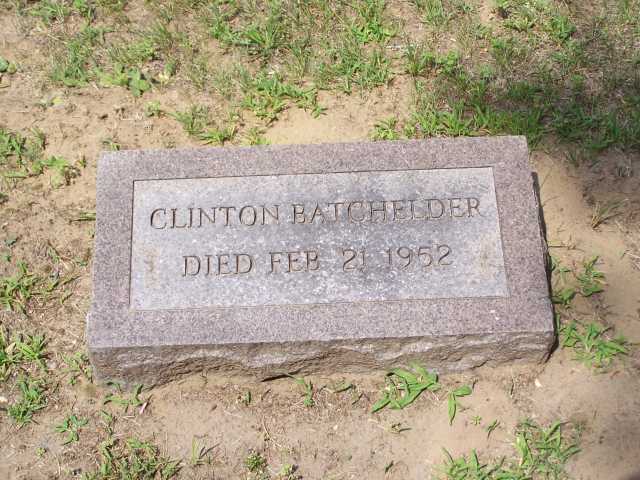 CLINTON BATCHELDER
DIED FEB 21 1952